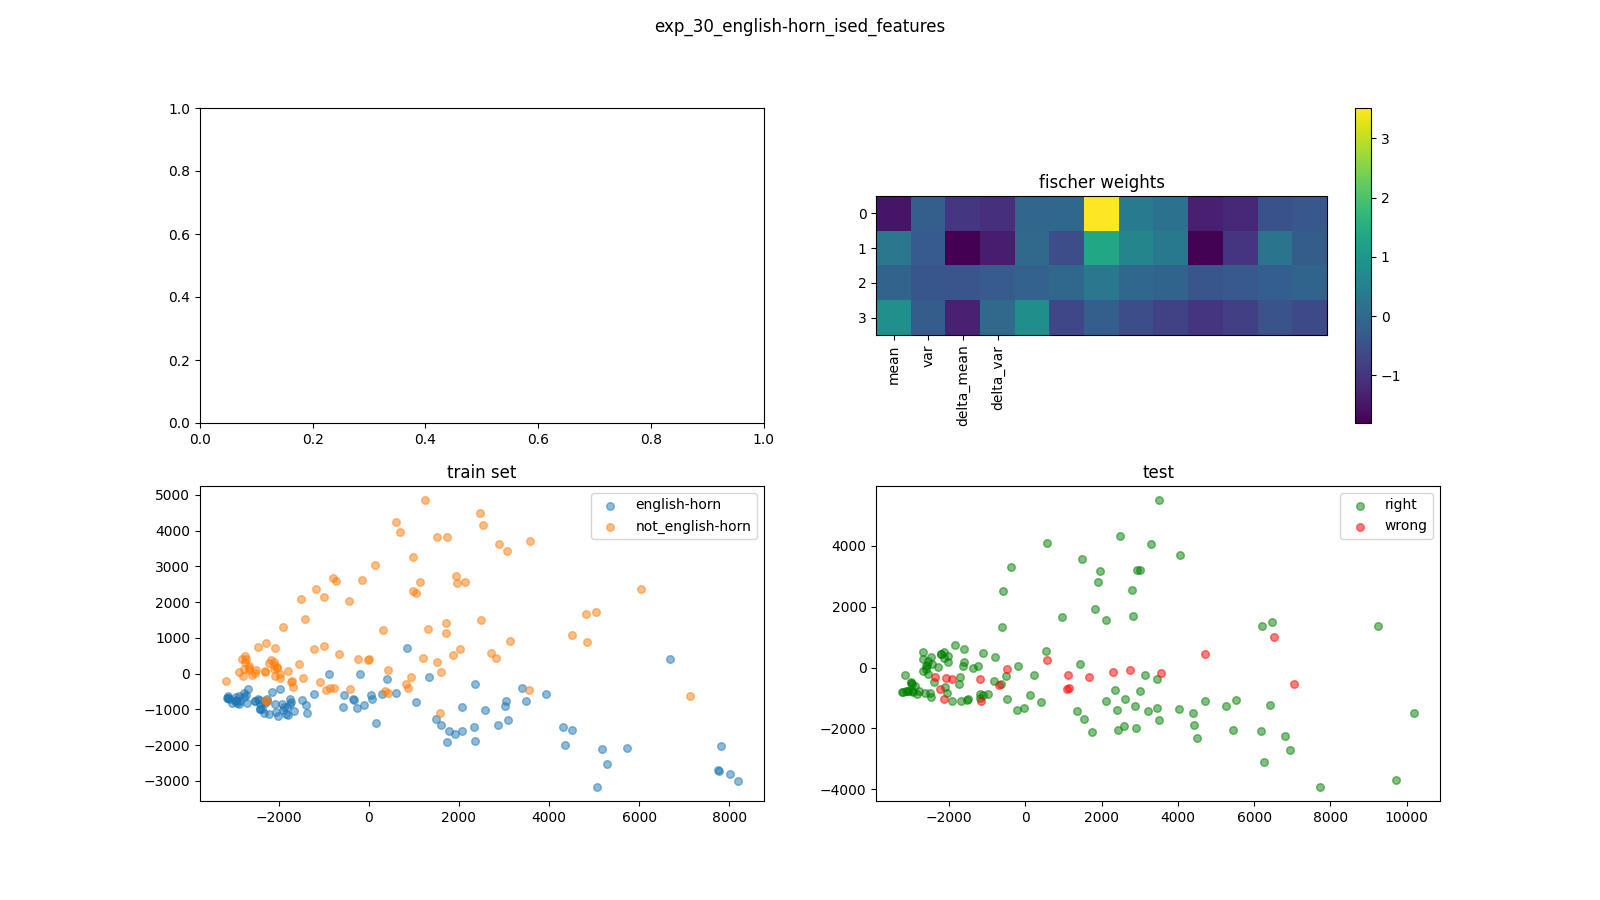 exp_30_english-horn_ised_features
1.0
0.8
0.6
0.4
0.2
0.0
0.0 0.2 0.4 0.6 0.8 1.0
fischer weights
0
1
2
3
mean var delta_mean delta_var
3
2
1
0
−1
train set
english-horn
not_english-horn
5000
4000
3000
2000
1000
0
−1000
−2000
−3000
−2000 0 2000 4000 6000 8000
test
right
wrong
4000
2000
0
−2000
−4000
−2000 0 2000 4000 6000 8000 10000